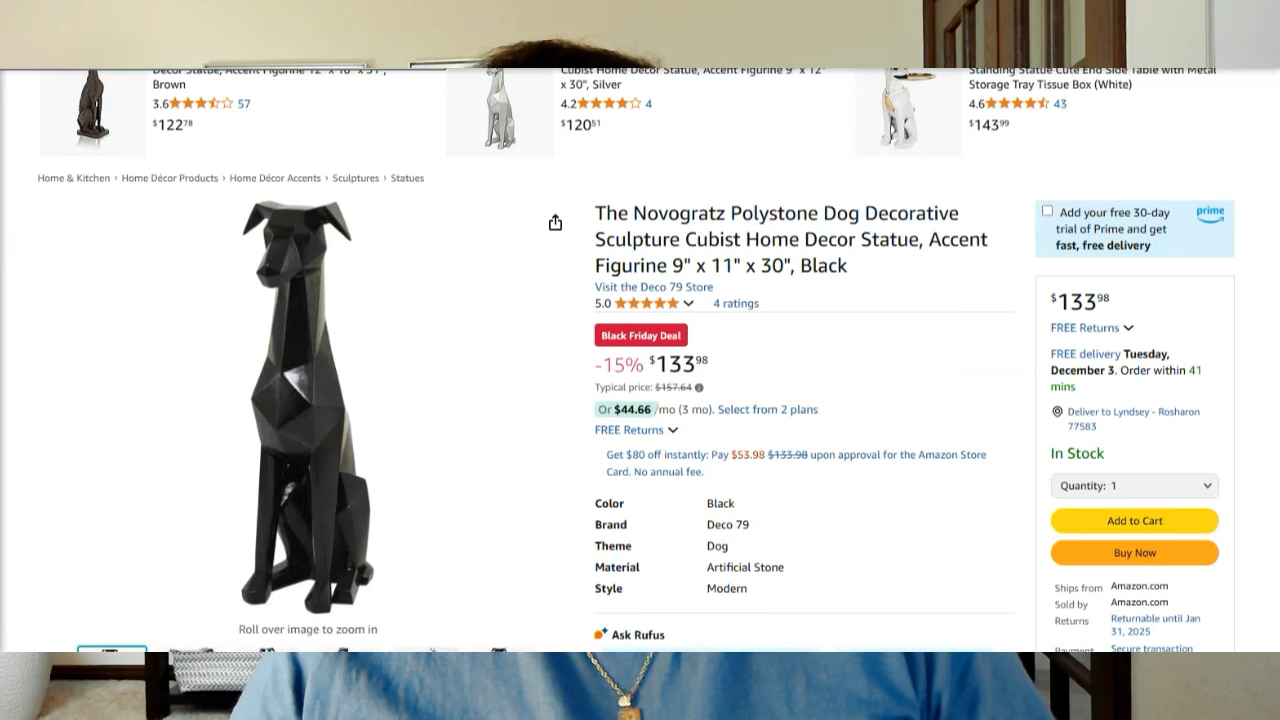 Decor Statue, Accent Figurine 12" x 10" x 31",
Brown
3.6 57
$122 78
Cubist Home Decor Statue, Accent Figurine 9" x 12"
x 30", Silver
4.2 4
$120 51
Standing Statue Cute End Side Table with Metal
Storage Tray Tissue Box (White)
4.6 43
$143 99
Home & Kitchen › Home Décor Products › Home Décor Accents › Sculptures › Statues
The Novogratz Polystone Dog Decorative
Sculpture Cubist Home Decor Statue, Accent
Figurine 9" x 11" x 30", Black
Visit the Deco 79 Store
5.0 4 ratings
Black Friday Deal
-15% $133 98
Typical price: $157.64
Or $44.66 /mo (3 mo). Select from 2 plans
FREE Returns
Get $80 off instantly: Pay $53.98 $133.98 upon approval for the Amazon Store
Card. No annual fee.
Color Black
Brand Deco 79
Theme Dog
Material Artificial Stone
Style Modern
Ask Rufus
Roll over image to zoom in
Add your free 30-day
trial of Prime and get
fast, free delivery
prime
$133 98
FREE Returns
FREE delivery Tuesday,
December 3. Order within 41
mins
Deliver to Lyndsey - Rosharon
77583
In Stock
Quantity: 1
Add to Cart
Buy Now
Ships from Amazon.com
Sold by Amazon.com
Returns Returnable until Jan
31, 2025
Payment Secure transaction